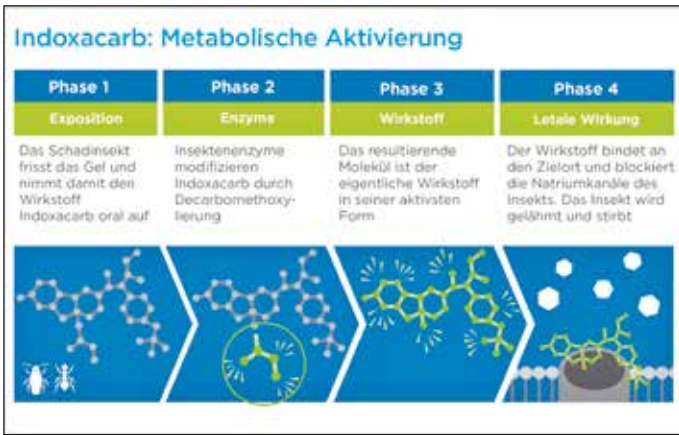 Indoxacarb: Metabolische Aktivierung
Phase 1
Exposition
Das Schadinsekt
frisst das Gel und
nimmt damit den
Wirkstoff
Indoxacarb oral auf
Phase 2
Enzyme
Insektenenzyme
modifizieren
Indoxacarb durch
Decarbomethoxy-
lierung
Phase 3
Wirkstoff
Das resultierende
Molekül ist der
eigentliche Wirkstoff
in seiner aktivsten
Form
Phase 4
Letale Wirkung
Der Wirkstoff bindet an
den Zielort und blockiert
die Natriumkanäle des
Insekts. Das Insekt wird
gelähmt und stirbt